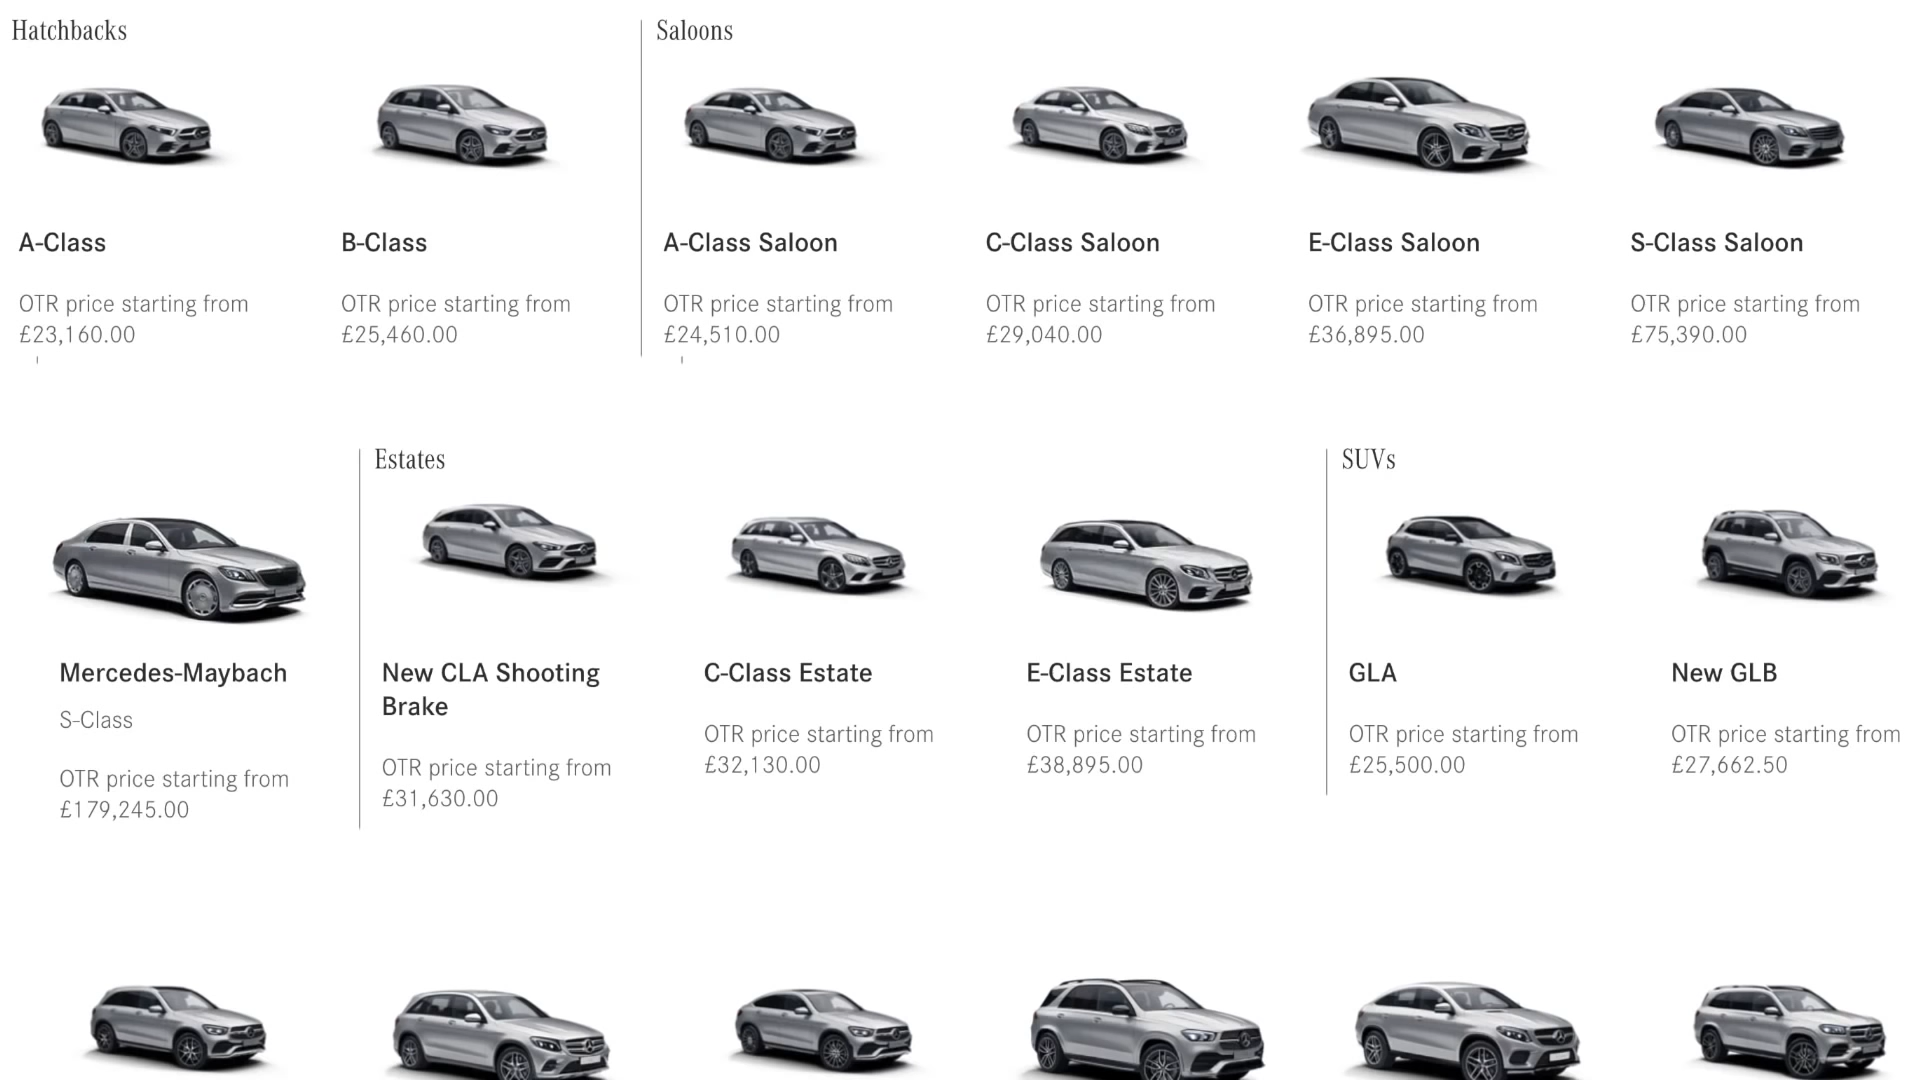 Hatchbacks
Saloons
A-Class
B-Class
A-Class Saloon
C-Class Saloon
E-Class Saloon
S-Class Saloon
OTR price starting from
£23,160.00
OTR price starting from
£25,460.00
OTR price starting from
£24,510.00
OTR price starting from
£29,040.00
OTR price starting from
£36,895.00
OTR price starting from
£75,390.00
Estates
SUVs
Mercedes-Maybach
S-Class
OTR price starting from
£179,245.00
New CLA Shooting
Brake
OTR price starting from
£31,630.00
C-Class Estate
OTR price starting from
£32,130.00
E-Class Estate
OTR price starting from
£38,895.00
GLA
OTR price starting from
£25,500.00
New GLB
OTR price starting from
£27,662.50